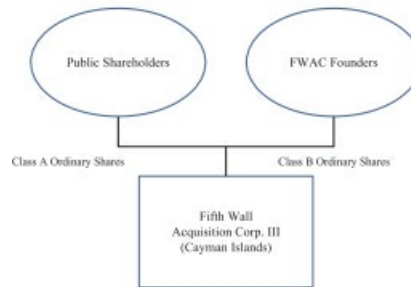 Public Shareholders
FWAC Founders
Class A Ordinary Shares
Class B Ordinary Shares
Fifth Wall
Acquisition Corp. III
(Cayman Islands)